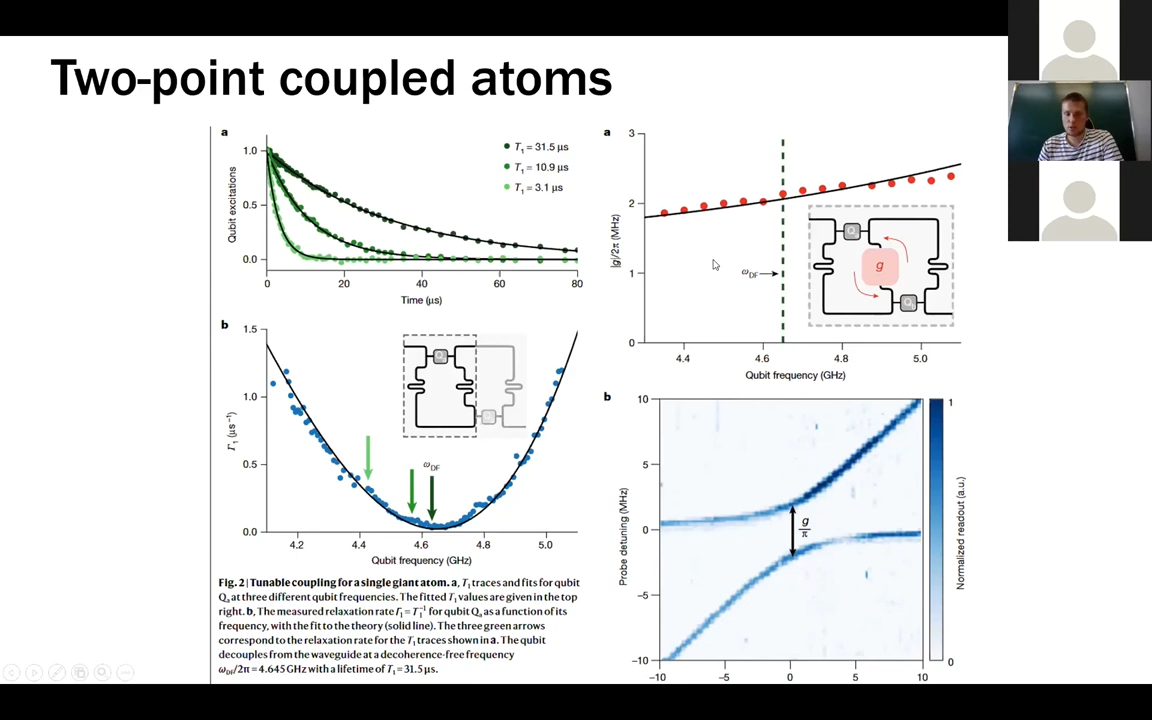 Two-point coupled atoms
a
1.0
0.5
0.0
Qubit excitations
T₁ = 31.5 μs
T₁ = 10.9 μs
T₁ = 3.1 μs
0
20
40
60
80
Time (μs)
b
1.5
1.0
0.5
0.0
Γ₁ (μs⁻¹)
ω_DF
4.2
4.4
4.6
4.8
5.0
Qubit frequency (GHz)
Fig. 2 | Tunable coupling for a single giant atom. a, T₁ traces and fits for qubit
Qₐ at three different qubit frequencies. The fitted T₁ values are given in the top
right. b, The measured relaxation rate Γ₁ = T₁⁻¹ for qubit Qₐ as a function of its
frequency, with the fit to the theory (solid line). The three green arrows
correspond to the relaxation rate for the T₁ traces shown in a. The qubit
decouples from the waveguide at a decoherence-free frequency
ω_DF/2π = 4.645 GHz with a lifetime of T₁ = 31.5 μs.
a
3
2
1
0
|g|/2π (MHz)
ω_DF
g
4.4
4.6
4.8
5.0
Qubit frequency (GHz)
b
10
5
0
−5
−10
Probe detuning (MHz)
g/π
−10
−5
0
5
10
1
0
Normalized readout (a.u.)